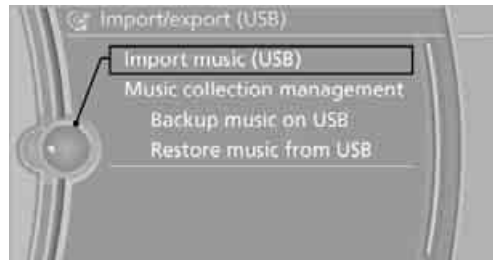 Import/export (USB)
Import music (USB)
Music collection management
Backup music on USB
Restore music from USB